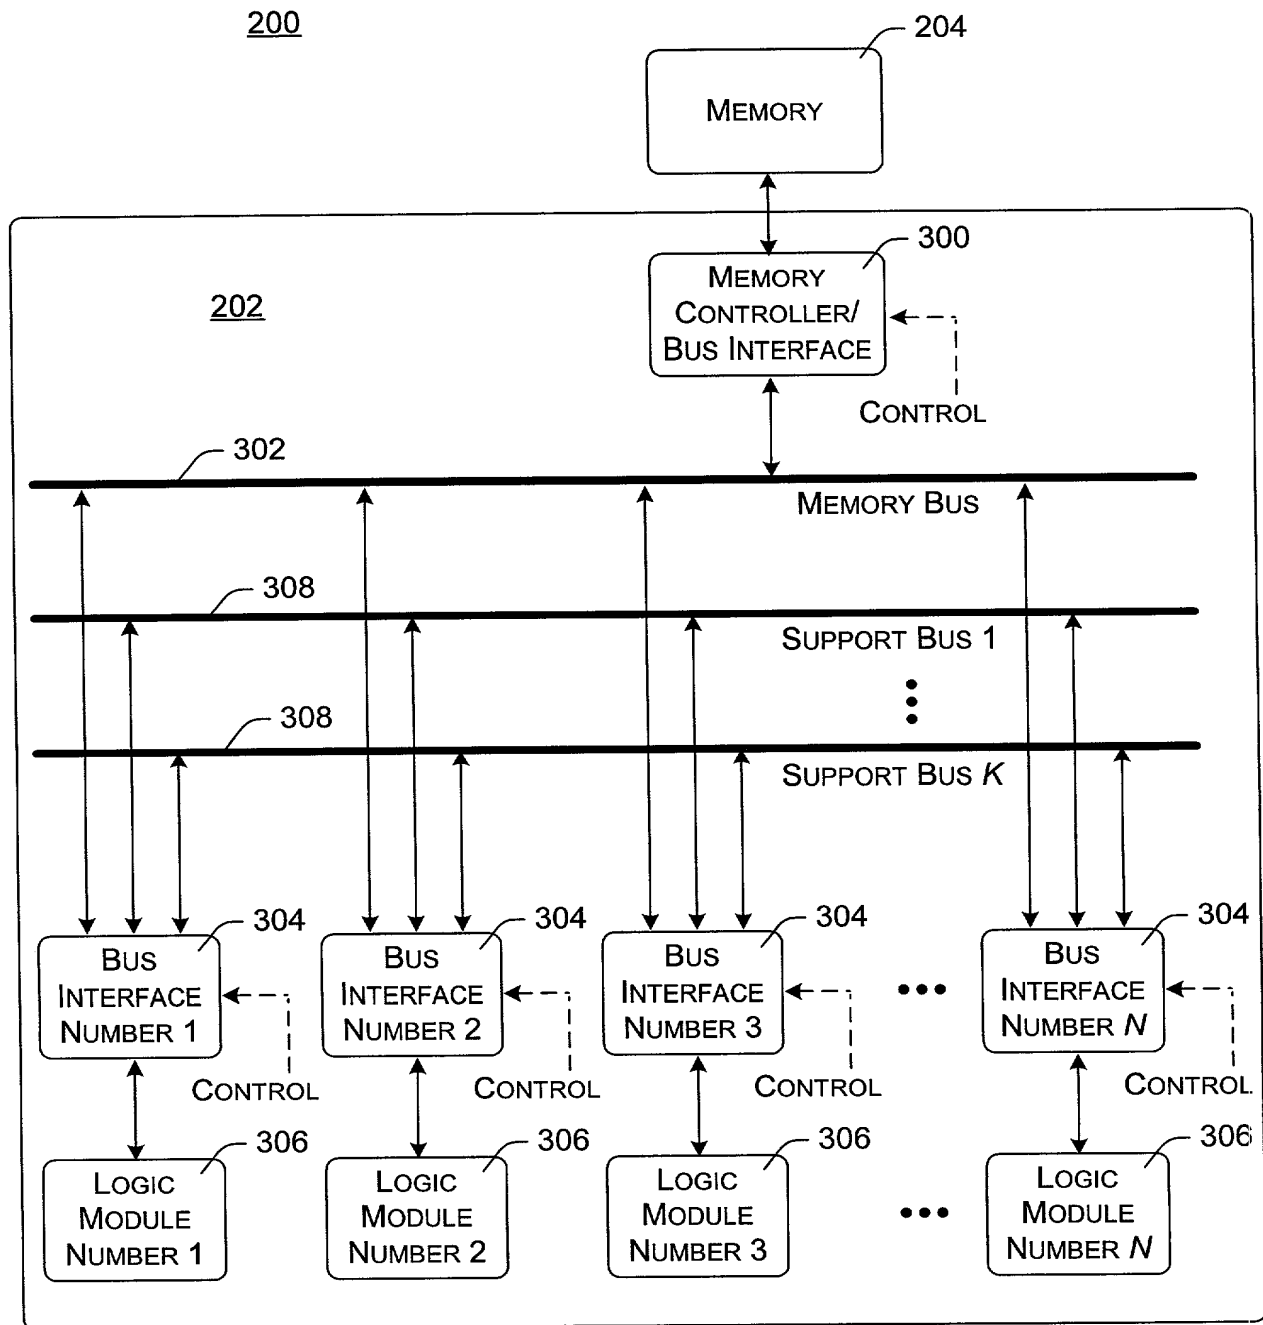 200
204
MEMORY
300
MEMORY
CONTROLLER/
BUS INTERFACE
202
CONTROL
302
MEMORY BUS
308
SUPPORT BUS 1
308
SUPPORT BUS K
304
BUS
INTERFACE
NUMBER 1
304
BUS
INTERFACE
NUMBER 2
304
BUS
INTERFACE
NUMBER 3
304
BUS
INTERFACE
NUMBER N
CONTROL
CONTROL
CONTROL
CONTROL
306
LOGIC
MODULE
NUMBER 1
306
LOGIC
MODULE
NUMBER 2
306
LOGIC
MODULE
NUMBER 3
306
LOGIC
MODULE
NUMBER N